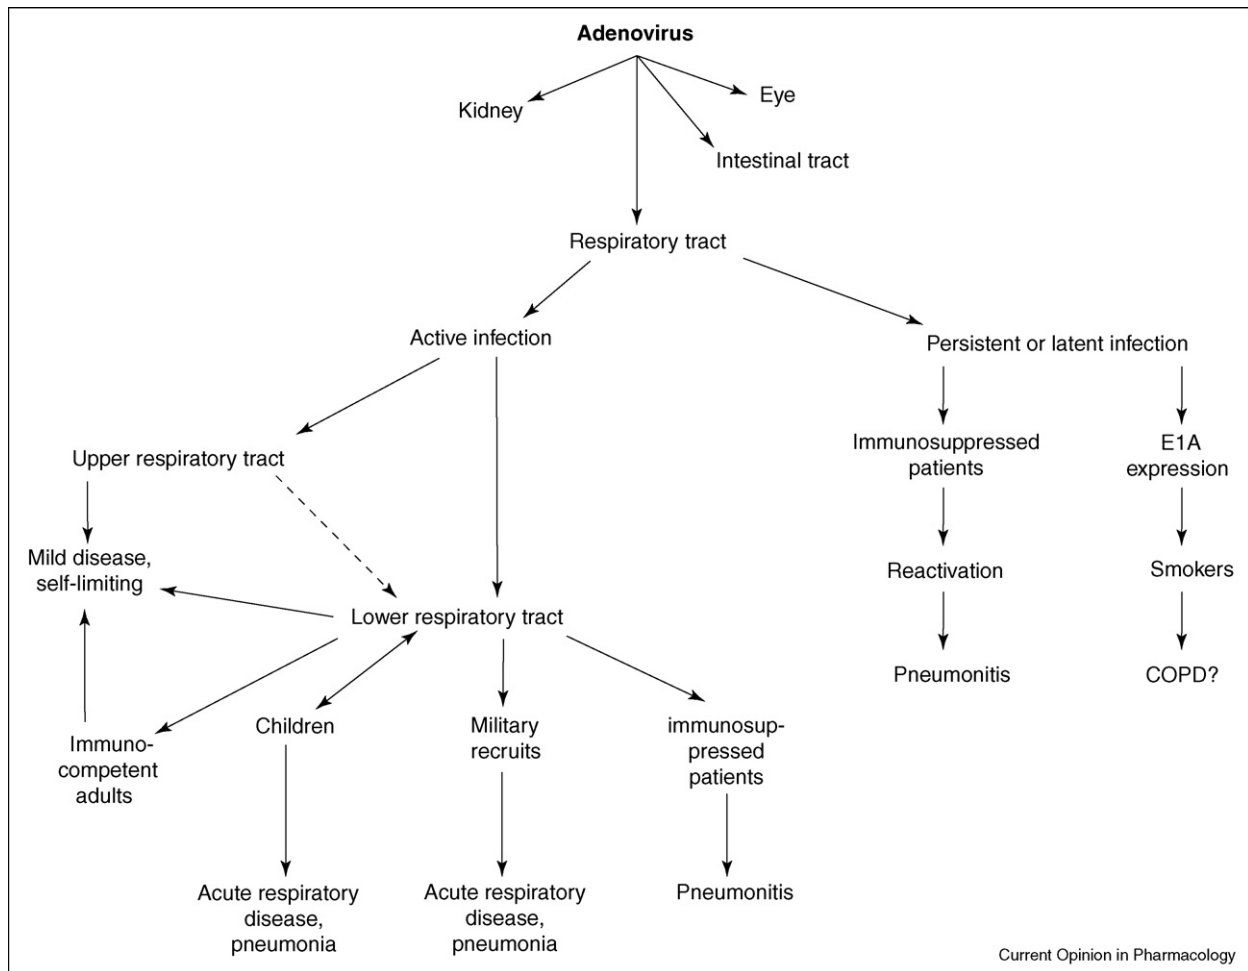 Adenovirus
Kidney
Eye
Intestinal tract
Respiratory tract
Active infection
Persistent or latent infection
Upper respiratory tract
Immunosuppressed
patients
E1A
expression
Mild disease,
self-limiting
Reactivation
Smokers
Lower respiratory tract
Pneumonitis
COPD?
Immuno-
competent
adults
Children
Military
recruits
immunosup-
pressed
patients
Acute respiratory
disease,
pneumonia
Acute respiratory
disease,
pneumonia
Pneumonitis
Current Opinion in Pharmacology